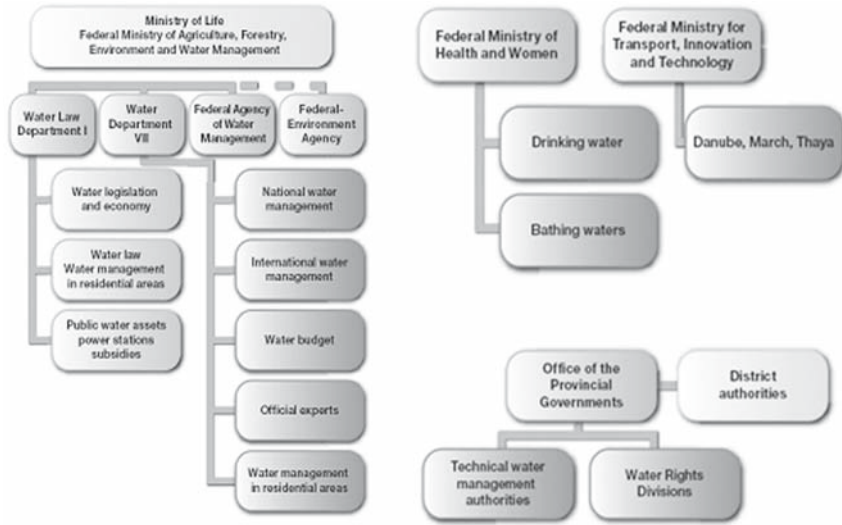 Ministry of Life
Federal Ministry of Agriculture, Forestry,
Environment and Water Management
Water Law
Department I
Water
Department
VII
Federal Agency
of Water
Management
Federal-
Environment
Agency
Water legislation
and economy
Water law
Water management
in residential areas
Public water assets
power stations
subsidies
National water
management
International water
management
Water budget
Official experts
Water management
in residential areas
Federal Ministry of
Health and Women
Drinking water
Bathing waters
Federal Ministry for
Transport, Innovation
and Technology
Danube, March, Thaya
Office of the
Provincial
Governments
District
authorities
Technical water
management
authorities
Water Rights
Divisions